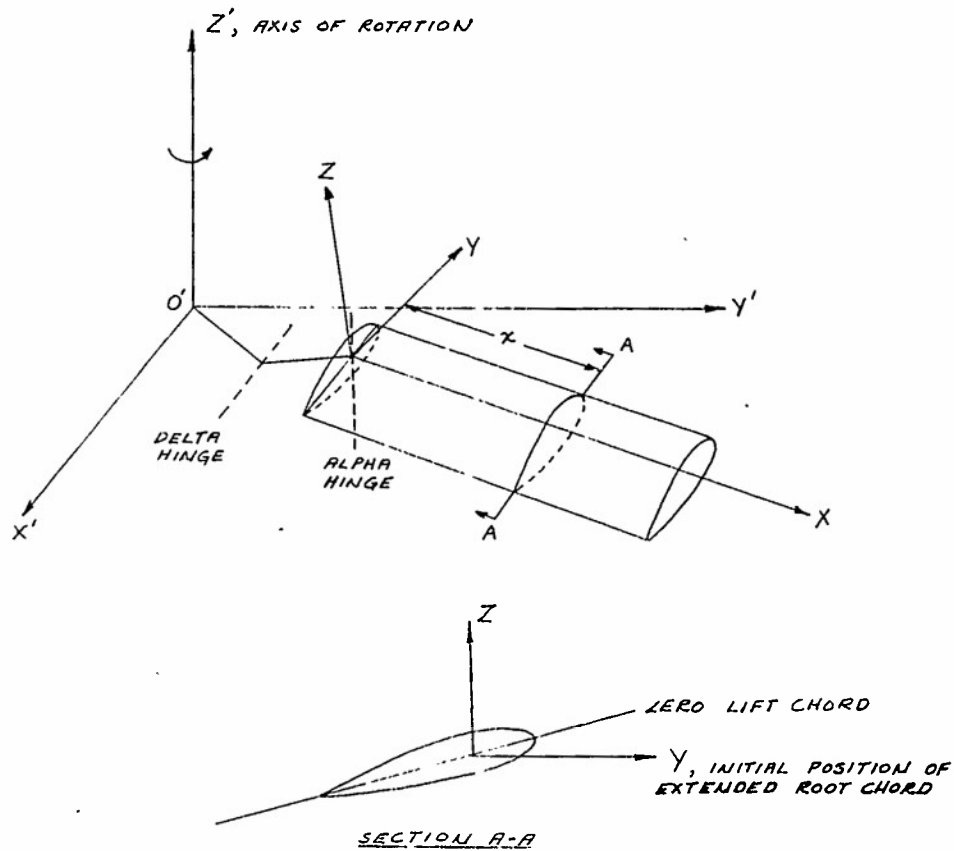 Z', AXIS OF ROTATION
Z
Y
O'
Y'
x
A
DELTA
HINGE
ALPHA
HINGE
X'
A
X
Z
ZERO LIFT CHORD
Y, INITIAL POSITION OF
EXTENDED ROOT CHORD
SECTION A-A